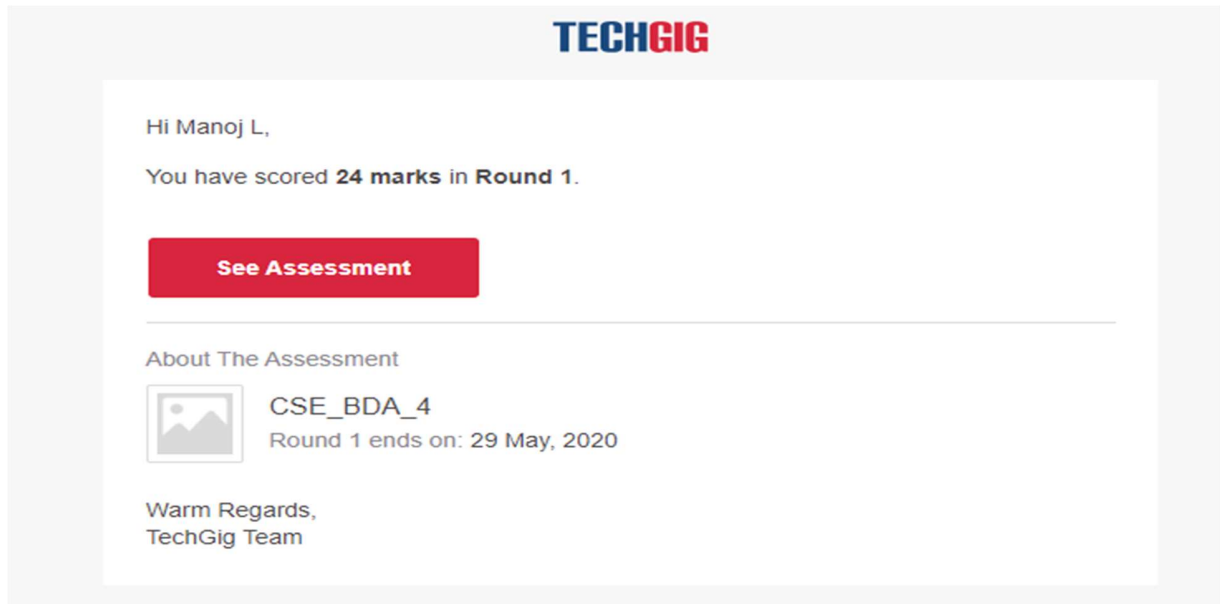 TECHGIG
Hi Manoj L,
You have scored 24 marks in Round 1.
See Assessment
About The Assessment
CSE_BDA_4
Round 1 ends on: 29 May, 2020
Warm Regards,
TechGig Team